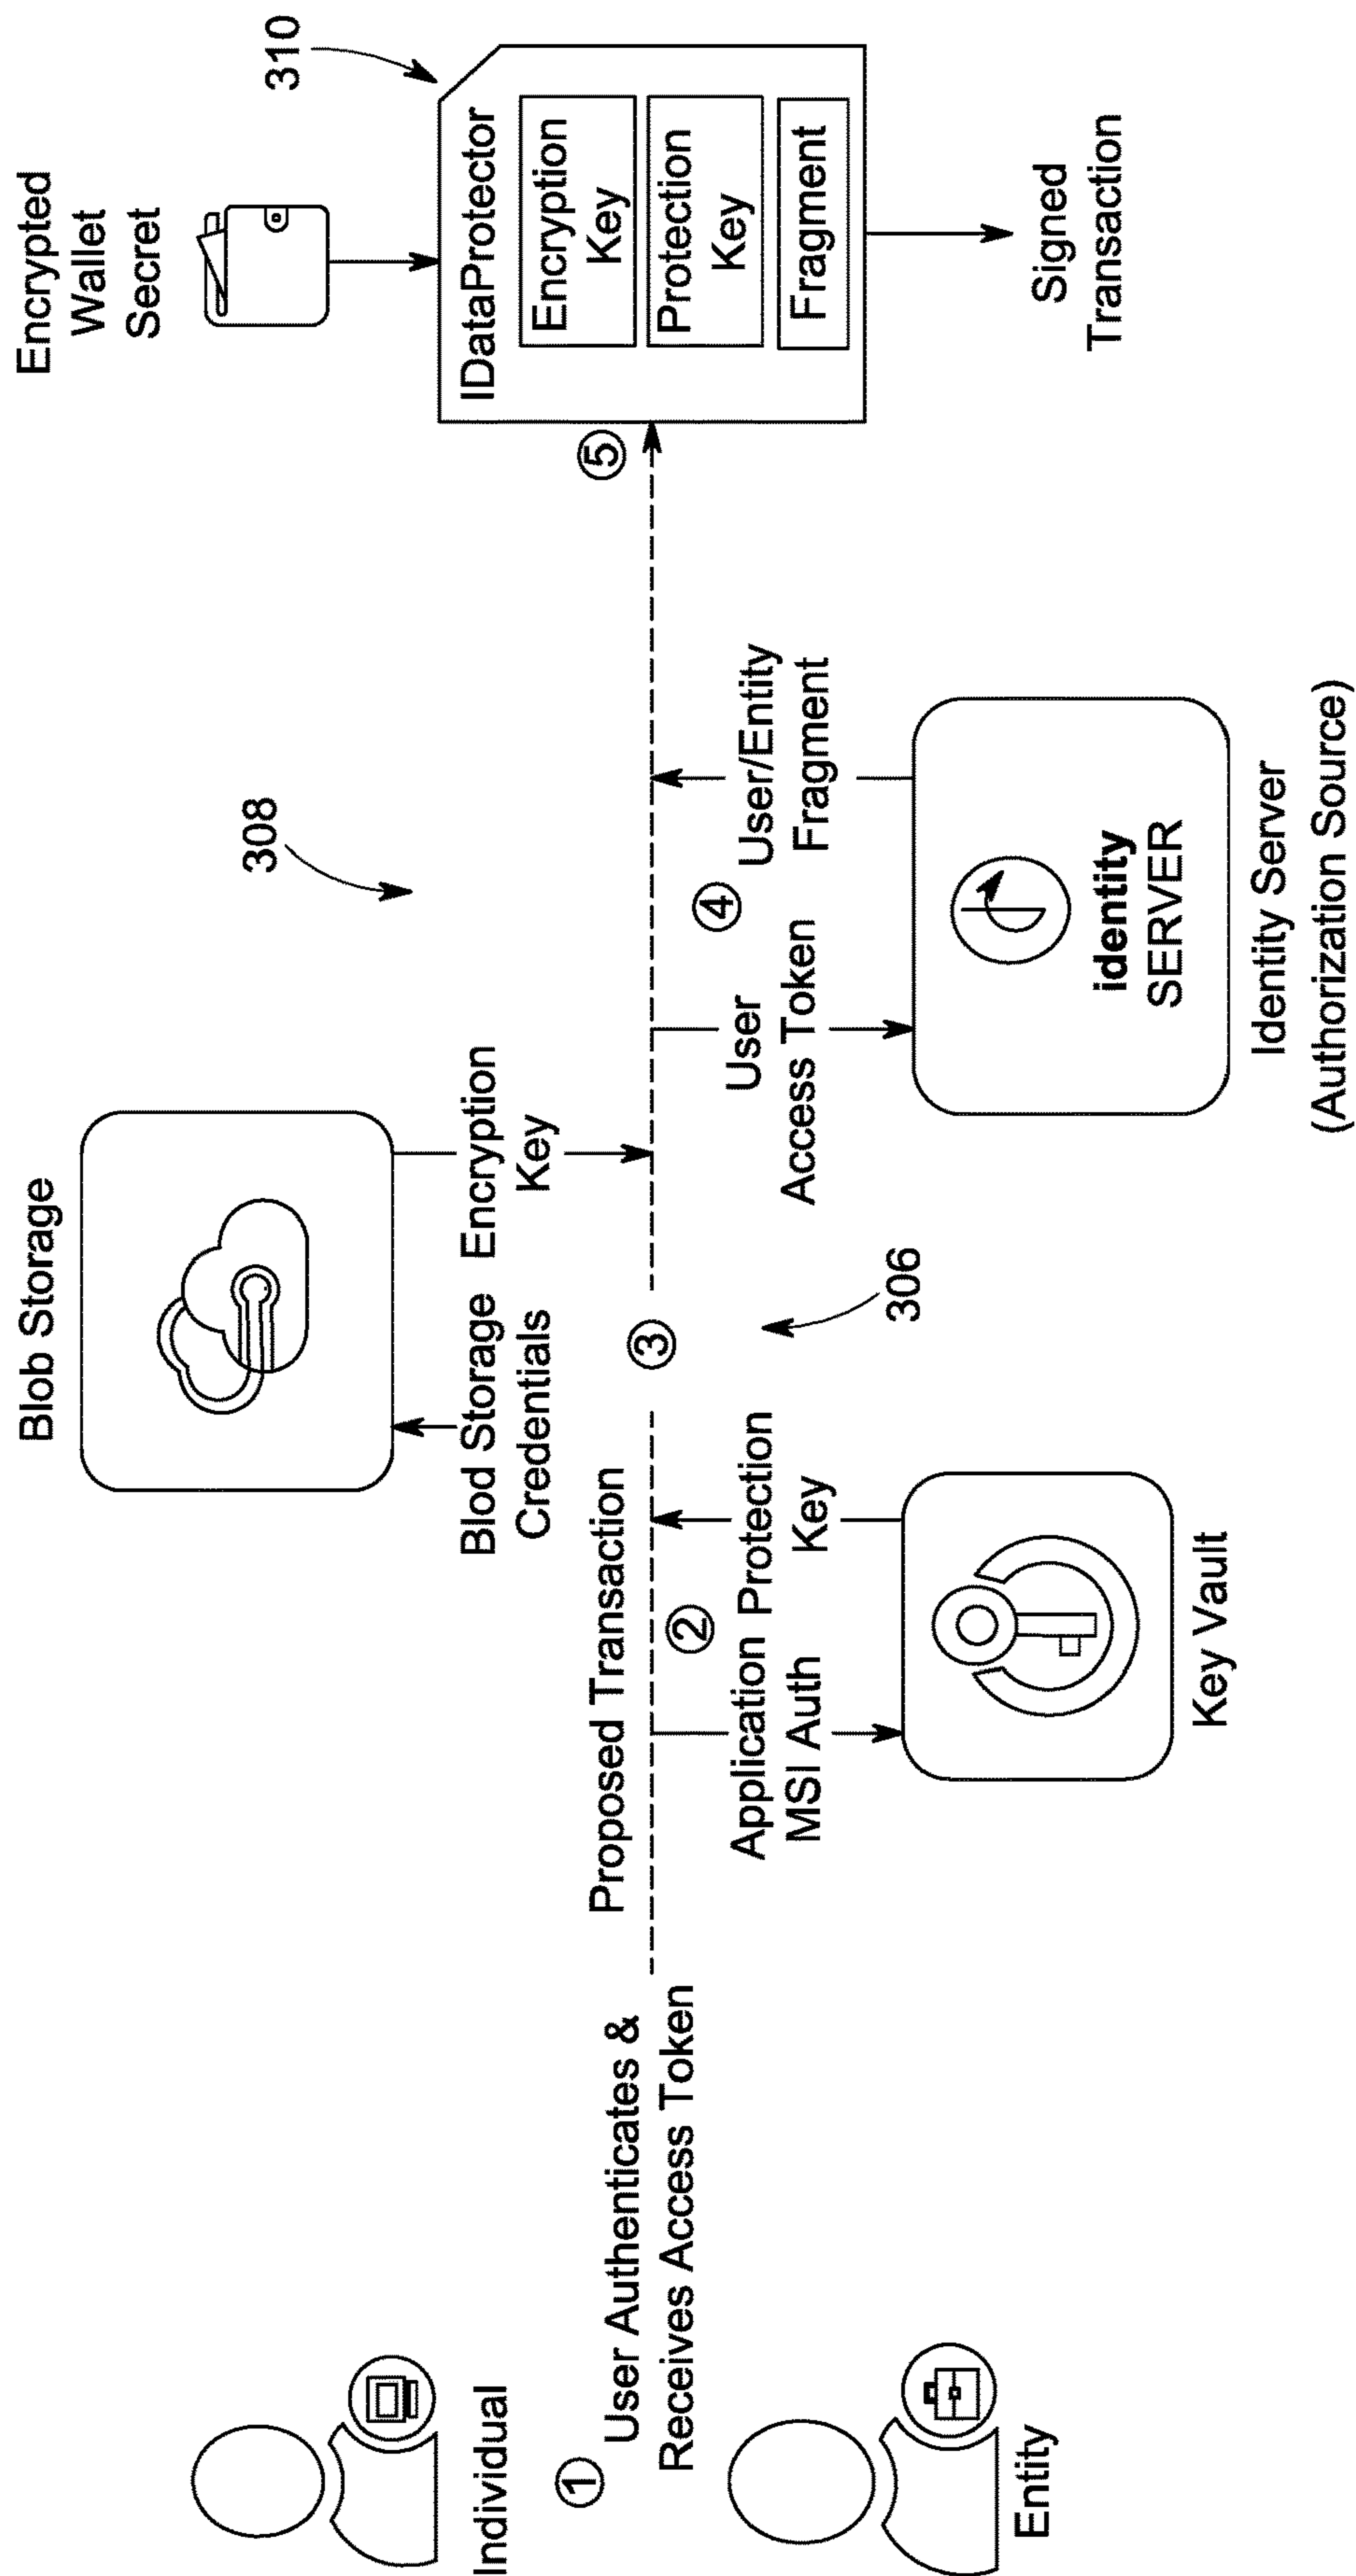 Individual
①
User Authenticates &
Receives Access Token
Entity
Proposed Transaction
②
Application
MSI Auth
Protection
Key
Key Vault
Blob Storage
Blod Storage
Credentials
Encryption
Key
③
306
308
User
Access Token
④
User/Entity
Fragment
identity
SERVER
Identity Server
(Authorization Source)
⑤
Encrypted
Wallet
Secret
310
IDataProtector
Encryption
Key
Protection
Key
Fragment
Signed
Transaction